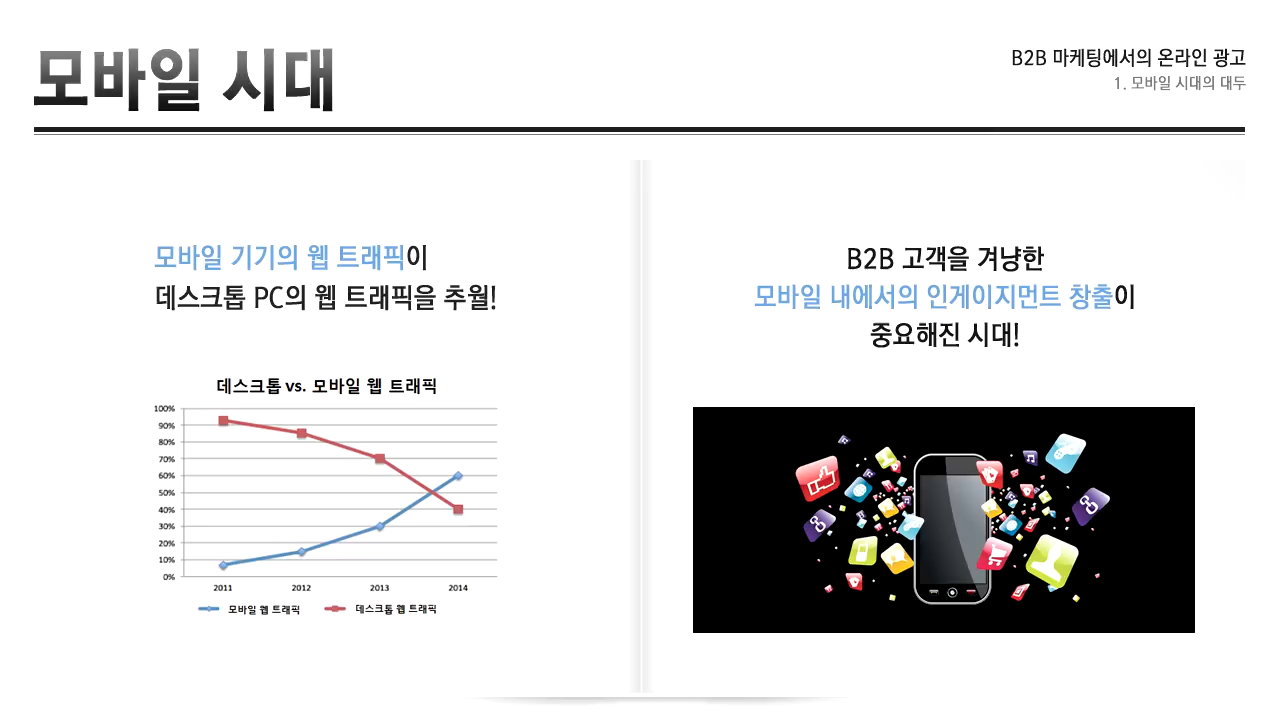 모바일 시대
B2B 마케팅에서의 온라인 광고
1. 모바일 시대의 대두
모바일 기기의 웹 트래픽이
데스크톱 PC의 웹 트래픽을 추월!
데스크톱 vs. 모바일 웹 트래픽
100%
90%
80%
70%
60%
50%
40%
30%
20%
10%
0%
2011 2012 2013 2014
모바일 웹 트래픽 데스크톱 웹 트래픽
B2B 고객을 겨냥한
모바일 내에서의 인게이지먼트 창출이
중요해진 시대!